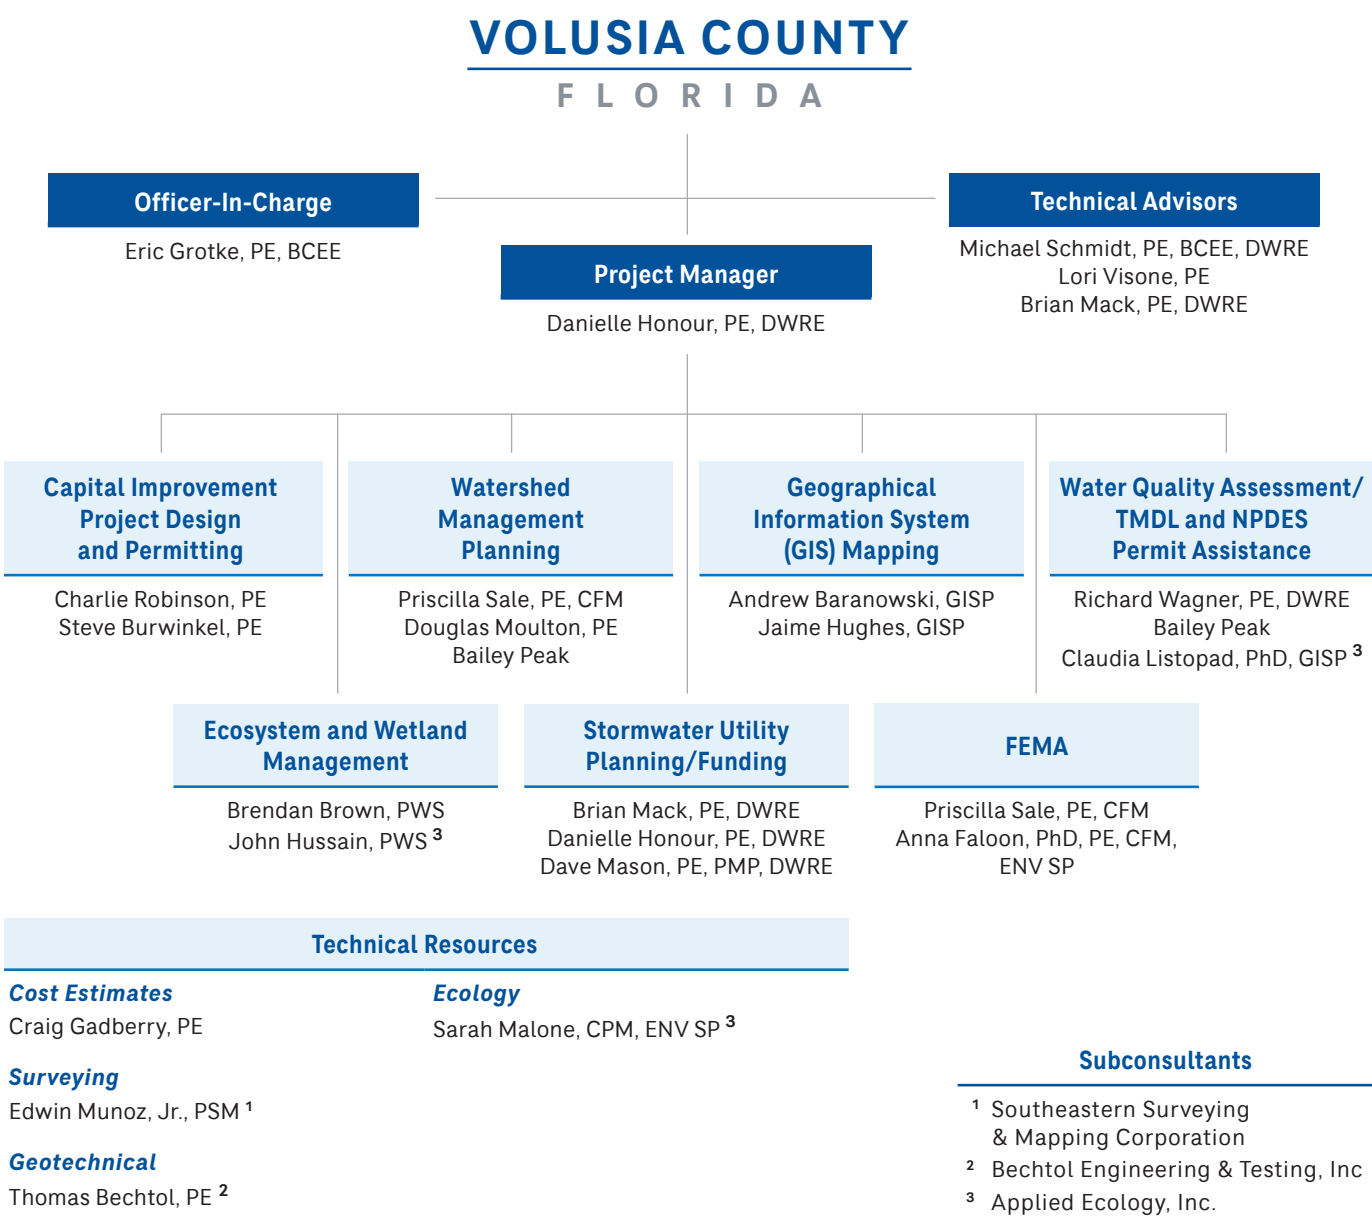 VOLUSIA COUNTY
FLORIDA
Officer-In-Charge
Eric Grotke, PE, BCEE
Technical Advisors
Michael Schmidt, PE, BCEE, DWRE
Lori Visone, PE
Brian Mack, PE, DWRE
Project Manager
Danielle Honour, PE, DWRE
Capital Improvement
Project Design
and Permitting
Charlie Robinson, PE
Steve Burwinkel, PE
Watershed
Management
Planning
Priscilla Sale, PE, CFM
Douglas Moulton, PE
Bailey Peak
Geographical
Information System
(GIS) Mapping
Andrew Baranowski, GISP
Jaime Hughes, GISP
Water Quality Assessment/
TMDL and NPDES
Permit Assistance
Richard Wagner, PE, DWRE
Bailey Peak
Claudia Listopad, PhD, GISP 3
Ecosystem and Wetland
Management
Brendan Brown, PWS
John Hussain, PWS 3
Stormwater Utility
Planning/Funding
Brian Mack, PE, DWRE
Danielle Honour, PE, DWRE
Dave Mason, PE, PMP, DWRE
FEMA
Priscilla Sale, PE, CFM
Anna Faloon, PhD, PE, CFM,
ENV SP
Technical Resources
Cost Estimates
Craig Gadberry, PE
Surveying
Edwin Munoz, Jr., PSM 1
Geotechnical
Thomas Bechtol, PE 2
Ecology
Sarah Malone, CPM, ENV SP 3
Subconsultants
1 Southeastern Surveying
& Mapping Corporation
2 Bechtol Engineering & Testing, Inc
3 Applied Ecology, Inc.